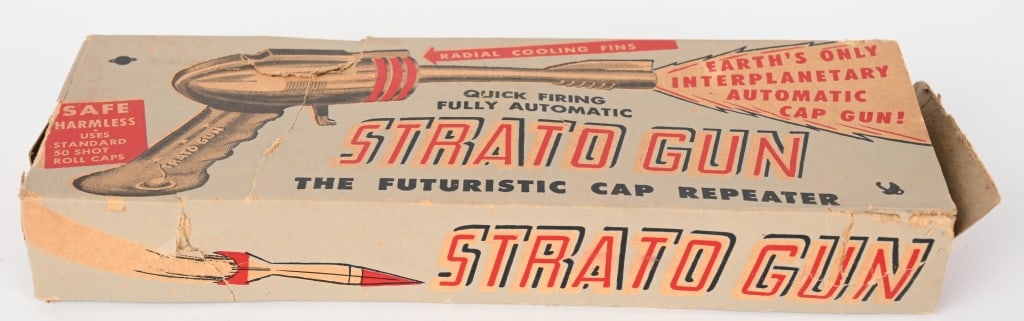 RADIAL COOLING FINS
EARTH'S ONLY
INTERPLANETARY
AUTOMATIC
CAP GUN!
QUICK FIRING
FULLY AUTOMATIC
SAFE
HARMLESS
USES
STANDARD
50 SHOT
ROLL CAPS
STRATO GUN
STRATO GUN
THE FUTURISTIC CAP REPEATER
STRATO GUN